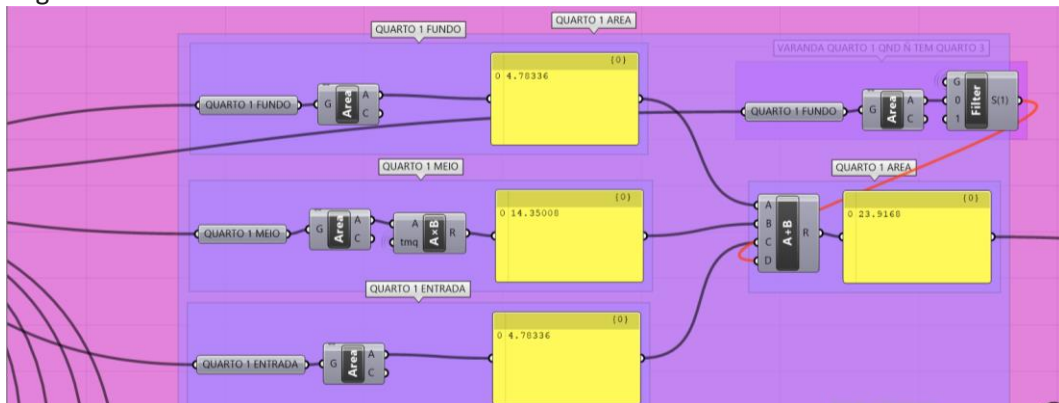 QUARTO 1 AREA
QUARTO 1 FUNDO
VARANDA QUARTO 1 QND Ñ TEM QUARTO 3
{0}
0 4.78336
QUARTO 1 FUNDO
G Area A C
QUARTO 1 FUNDO
G Area A C
G 0 1 Filter S(1)
QUARTO 1 MEIO
QUARTO 1 AREA
{0}
0 14.35008
{0}
0 23.9168
QUARTO 1 MEIO
G Area A C
A tmq A×B R
A B C D A+B R
QUARTO 1 ENTRADA
{0}
0 4.78336
QUARTO 1 ENTRADA
G Area A C